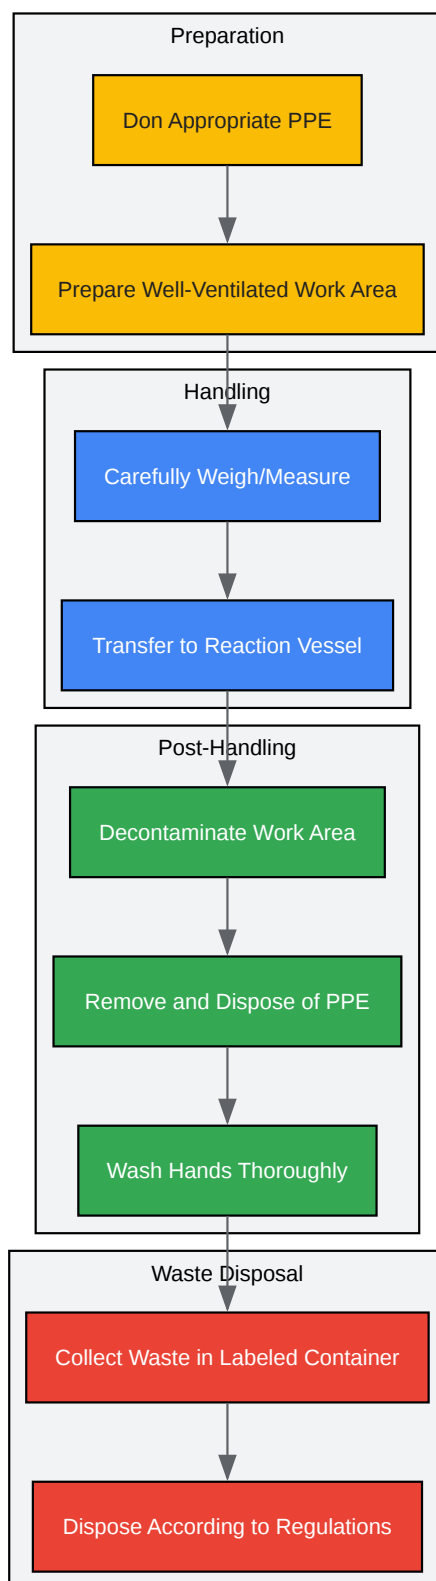 Preparation
Don Appropriate PPE
Prepare Well-Ventilated Work Area
Handling
Carefully Weigh/Measure
Transfer to Reaction Vessel
Post-Handling
Decontaminate Work Area
Remove and Dispose of PPE
Wash Hands Thoroughly
Waste Disposal
Collect Waste in Labeled Container
Dispose According to Regulations